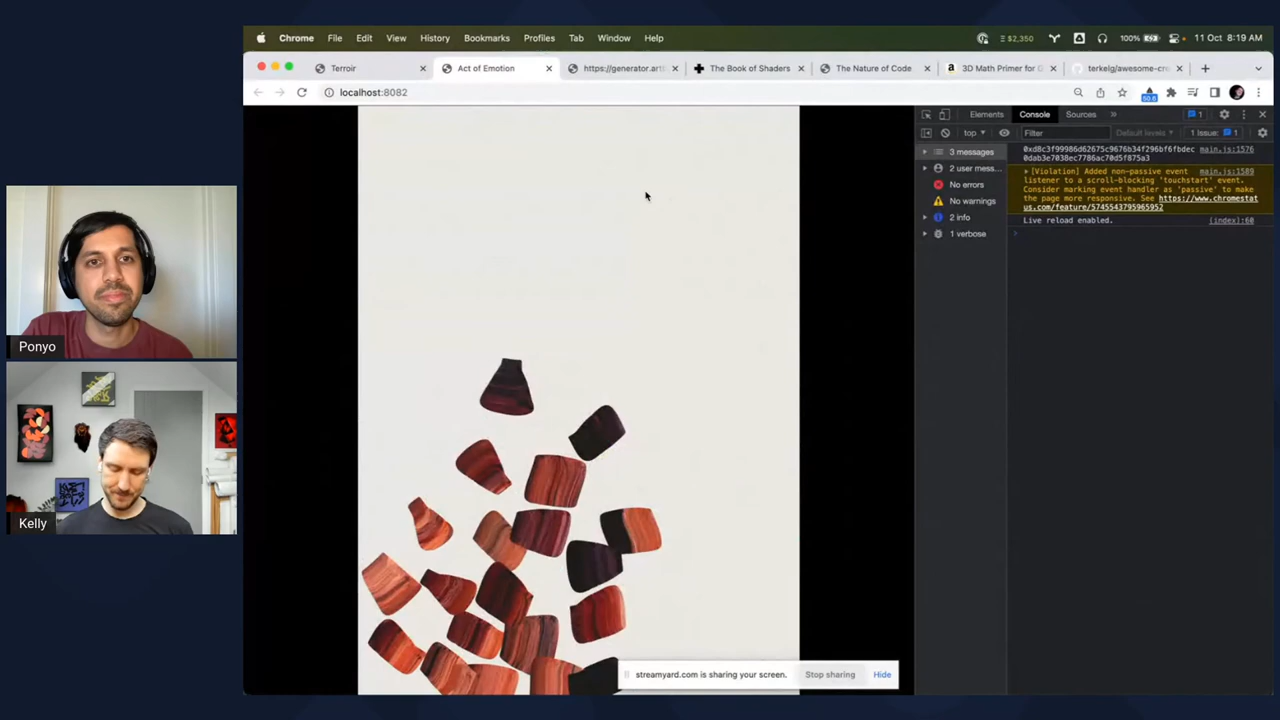 Chrome File Edit View History Bookmarks Profiles Tab Window Help
Ξ $2,350 100% 11 Oct 8:19 AM
Terroir
Act of Emotion
https://generator.art
The Book of Shaders
The Nature of Code
3D Math Primer for G
terkelg/awesome-cre
localhost:8082
Elements Console Sources
1
top Filter Default levels 1 Issue: 1
3 messages
2 user mess...
No errors
No warnings
2 info
1 verbose
0xd8c3f99986d62675c9676b34f296bf6fbdec main.js:1576
0dab3e7038ec7786ac70d5f875a3
[Violation] Added non-passive event main.js:1589
listener to a scroll-blocking 'touchstart' event.
Consider marking event handler as 'passive' to make
the page more responsive. See https://www.chromestat
us.com/feature/5745543795965952
Live reload enabled. (index):60
Ponyo
Kelly
streamyard.com is sharing your screen. Stop sharing Hide